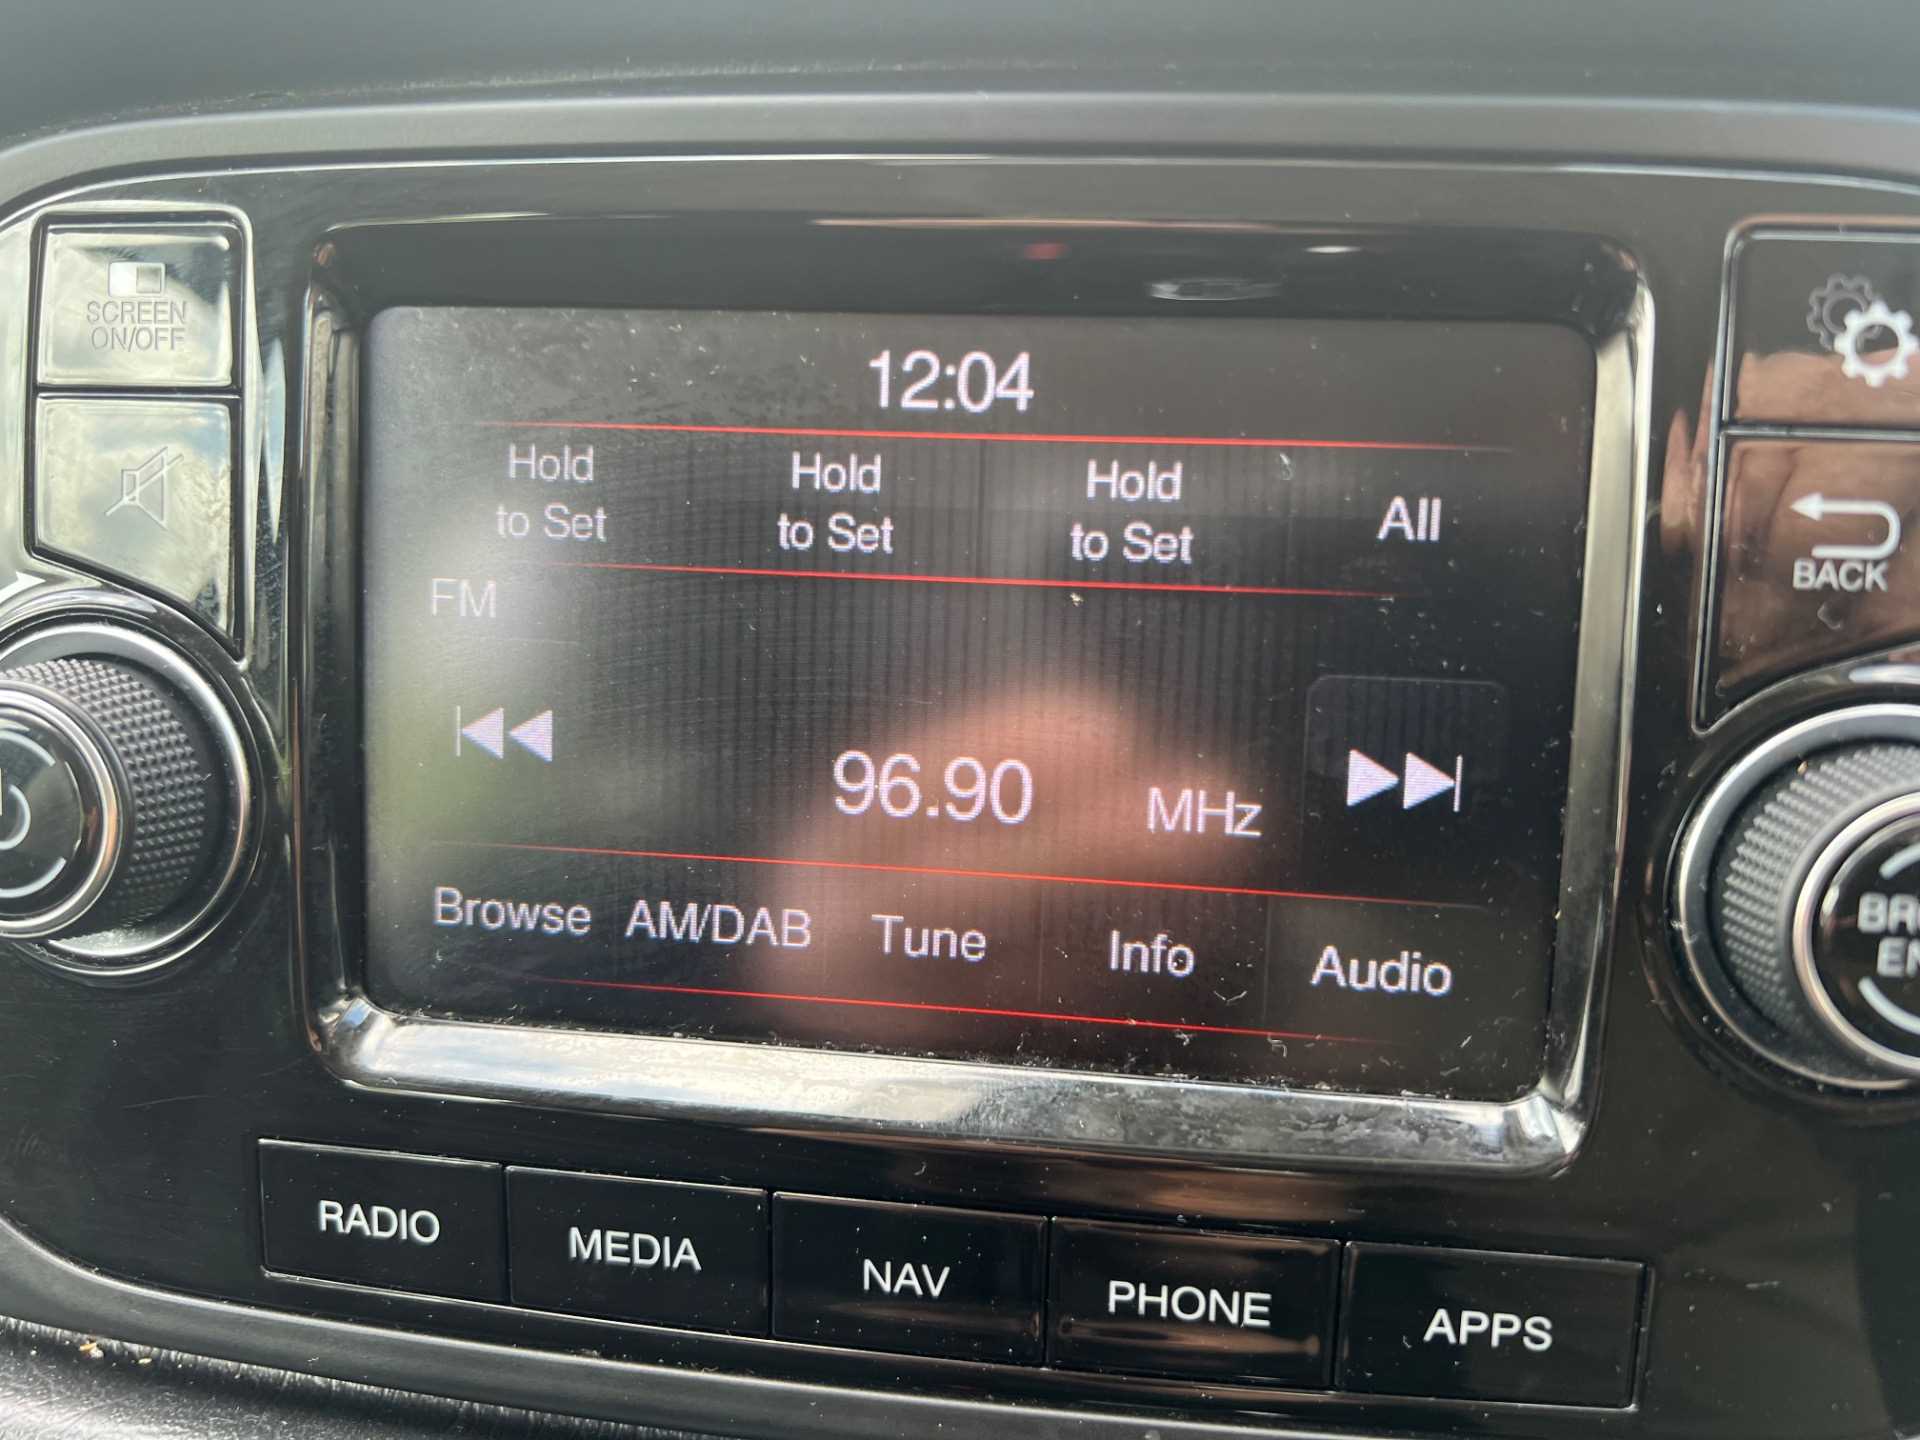 SCREEN
ON/OFF
12:04
Hold
to Set
Hold
to Set
Hold
to Set
All
FM
96.90 MHz
Browse AM/DAB Tune Info Audio
BACK
RADIO MEDIA NAV PHONE APPS